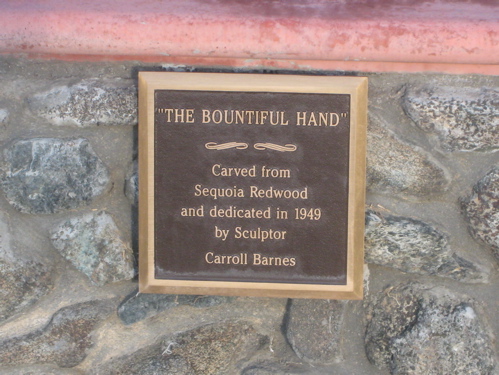 "THE BOUNTIFUL HAND"
Carved from
Sequoia Redwood
and dedicated in 1949
by Sculptor
Carroll Barnes